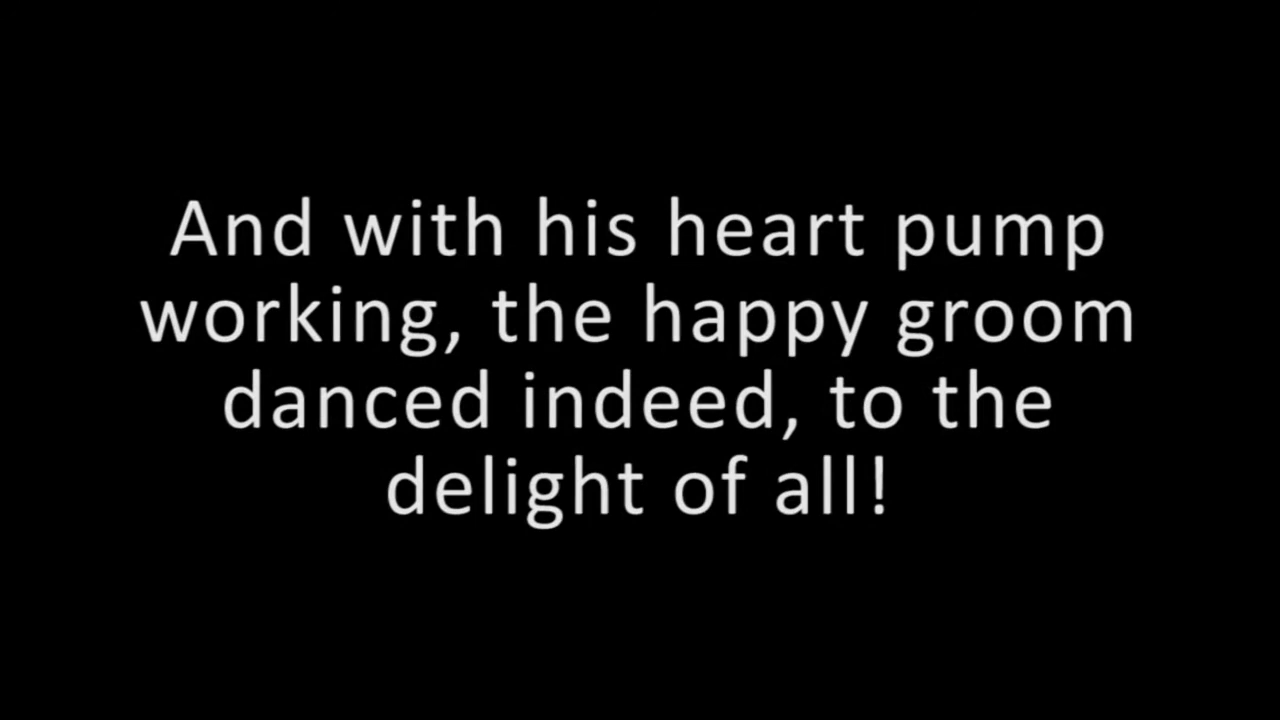 And with his heart pump
working, the happy groom
danced indeed, to the
delight of all!